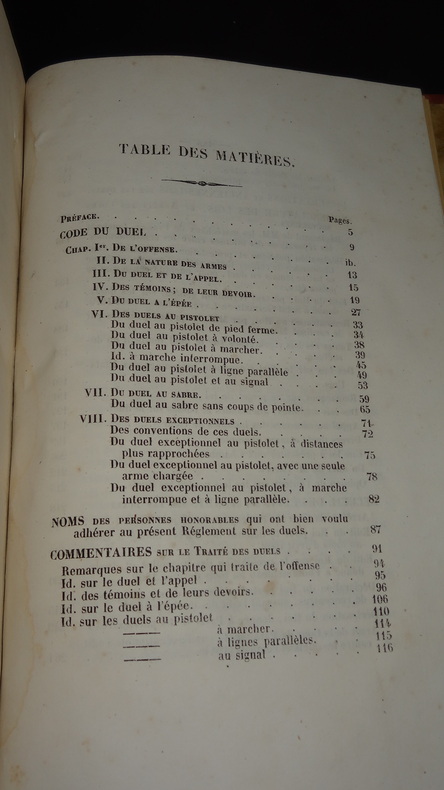 TABLE DES MATIÈRES.
Pages.
PRÉFACE. . . . . . . . . 5
CODE DU DUEL . . . . . . . . 9
CHAP. Ier. DE L'OFFENSE. . . . . . . . ib.
II. DE LA NATURE DES ARMES . . . . . 13
III. DU DUEL ET DE L'APPEL. . . . . . 15
IV. DES TÉMOINS; DE LEUR DEVOIR. . . . 19
V. DU DUEL A L'ÉPÉE . . . . . . . 27
VI. DES DUELS AU PISTOLET . . . . . 33
Du duel au pistolet de pied ferme. . . . 34
Du duel au pistolet à volonté. . . . . 38
Du duel au pistolet à marcher. . . . . 39
Id. à marche interrompue. . . . . . 45
Du duel au pistolet à ligne parallèle . . . 49
Du duel au pistolet et au signal . . . . 53
VII. DU DUEL AU SABRE. . . . . . . 59
Du duel au sabre sans coups de pointe. . . 65
VIII. DES DUELS EXCEPTIONNELS . . . . . 71
Des conventions de ces duels. . . . . 72
Du duel exceptionnel au pistolet, à distances
plus rapprochées . . . . . . . 75
Du duel exceptionnel au pistolet, avec une seule
arme chargée . . . . . . . . 78
Du duel exceptionnel au pistolet, à marche
interrompue et à ligne parallèle. . . . 82
NOMS DES PERSONNES HONORABLES qui ont bien voulu
adhérer au présent Réglement sur les duels. . . . 87
COMMENTAIRES SUR LE TRAITÉ DES DUELS . . . . 91
Remarques sur le chapitre qui traite de l'offense . . 94
Id. sur le duel et l'appel . . . . . . . 95
Id. des témoins et de leurs devoirs. . . . . 96
Id. sur le duel à l'épée. . . . . . . 106
Id. sur les duels au pistolet . . . . . . 110
—— à marcher. . . . . 114
—— à lignes parallèles. . . 115
—— au signal . . . . . 116